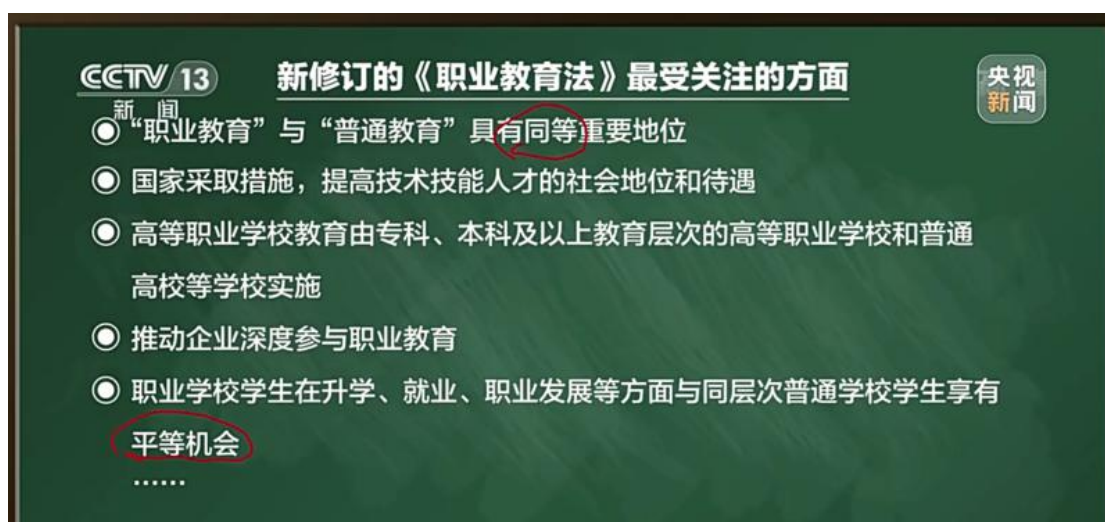 CCTV 13
新闻
新修订的《职业教育法》最受关注的方面
央视
新闻
“职业教育”与“普通教育”具有同等重要地位
国家采取措施，提高技术技能人才的社会地位和待遇
高等职业学校教育由专科、本科及以上教育层次的高等职业学校和普通
高校等学校实施
推动企业深度参与职业教育
职业学校学生在升学、就业、职业发展等方面与同层次普通学校学生享有
平等机会
......